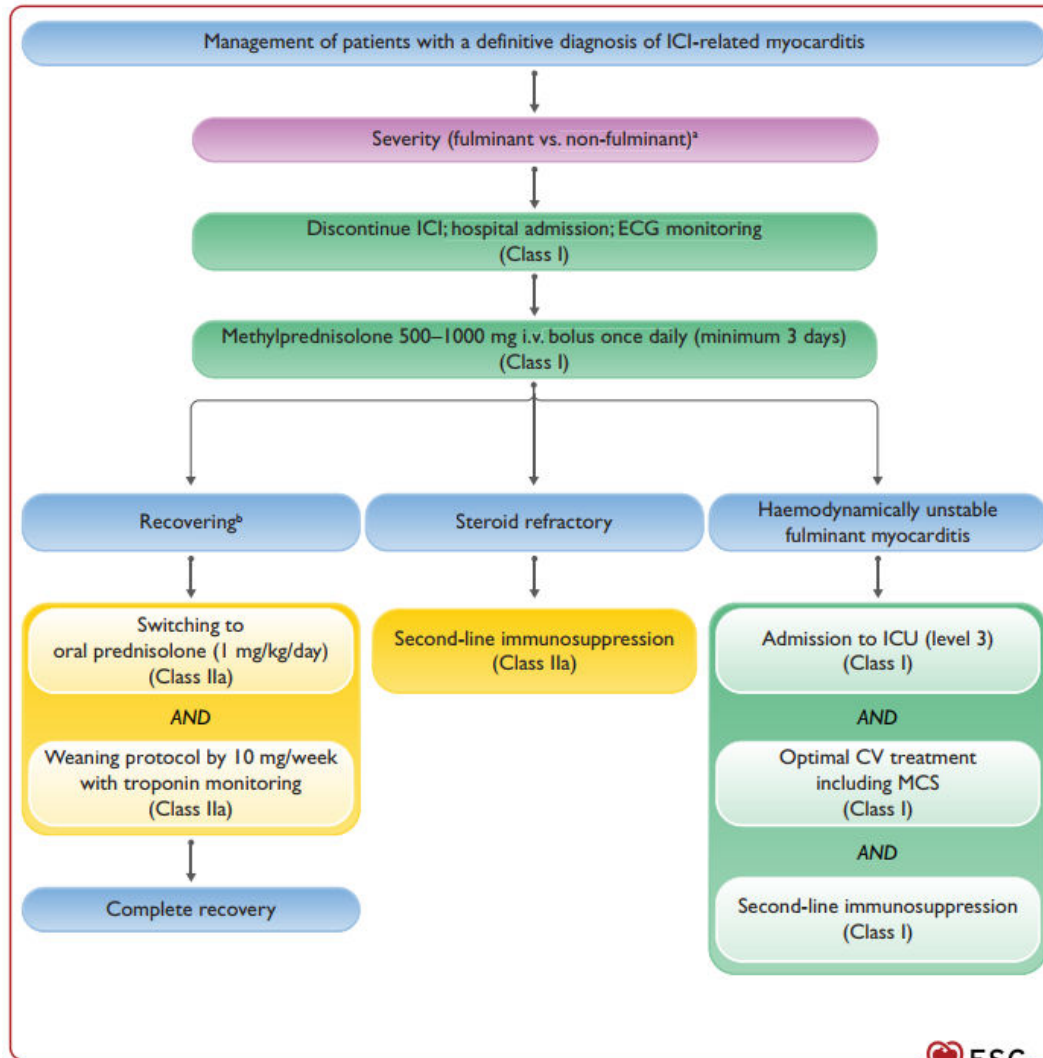 Management of patients with a definitive diagnosis of ICI-related myocarditis
Severity (fulminant vs. non-fulminant)ᵃ
Discontinue ICI; hospital admission; ECG monitoring
(Class I)
Methylprednisolone 500–1000 mg i.v. bolus once daily (minimum 3 days)
(Class I)
Recoveringᵇ
Switching to
oral prednisolone (1 mg/kg/day)
(Class IIa)
AND
Weaning protocol by 10 mg/week
with troponin monitoring
(Class IIa)
Complete recovery
Steroid refractory
Second-line immunosuppression
(Class IIa)
Haemodynamically unstable
fulminant myocarditis
Admission to ICU (level 3)
(Class I)
AND
Optimal CV treatment
including MCS
(Class I)
AND
Second-line immunosuppression
(Class I)
ESC